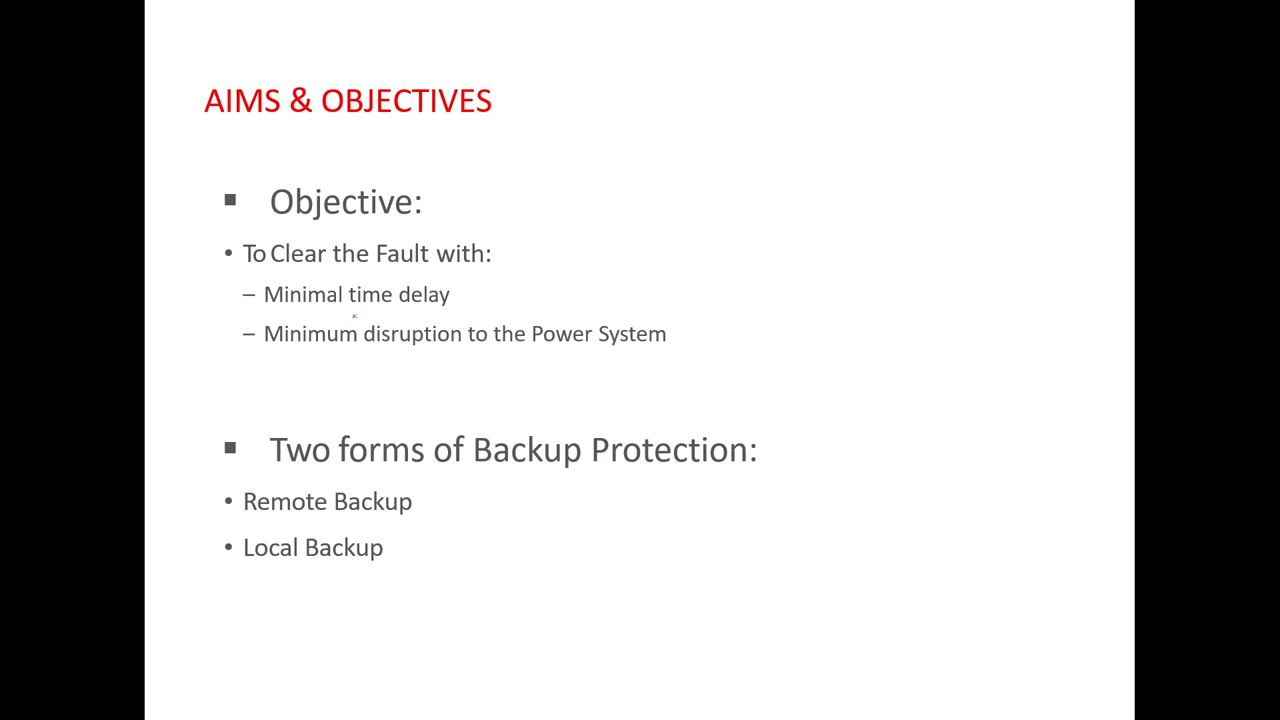 AIMS & OBJECTIVES
▪ Objective:
• To Clear the Fault with:
– Minimal time delay
– Minimum disruption to the Power System
▪ Two forms of Backup Protection:
• Remote Backup
• Local Backup